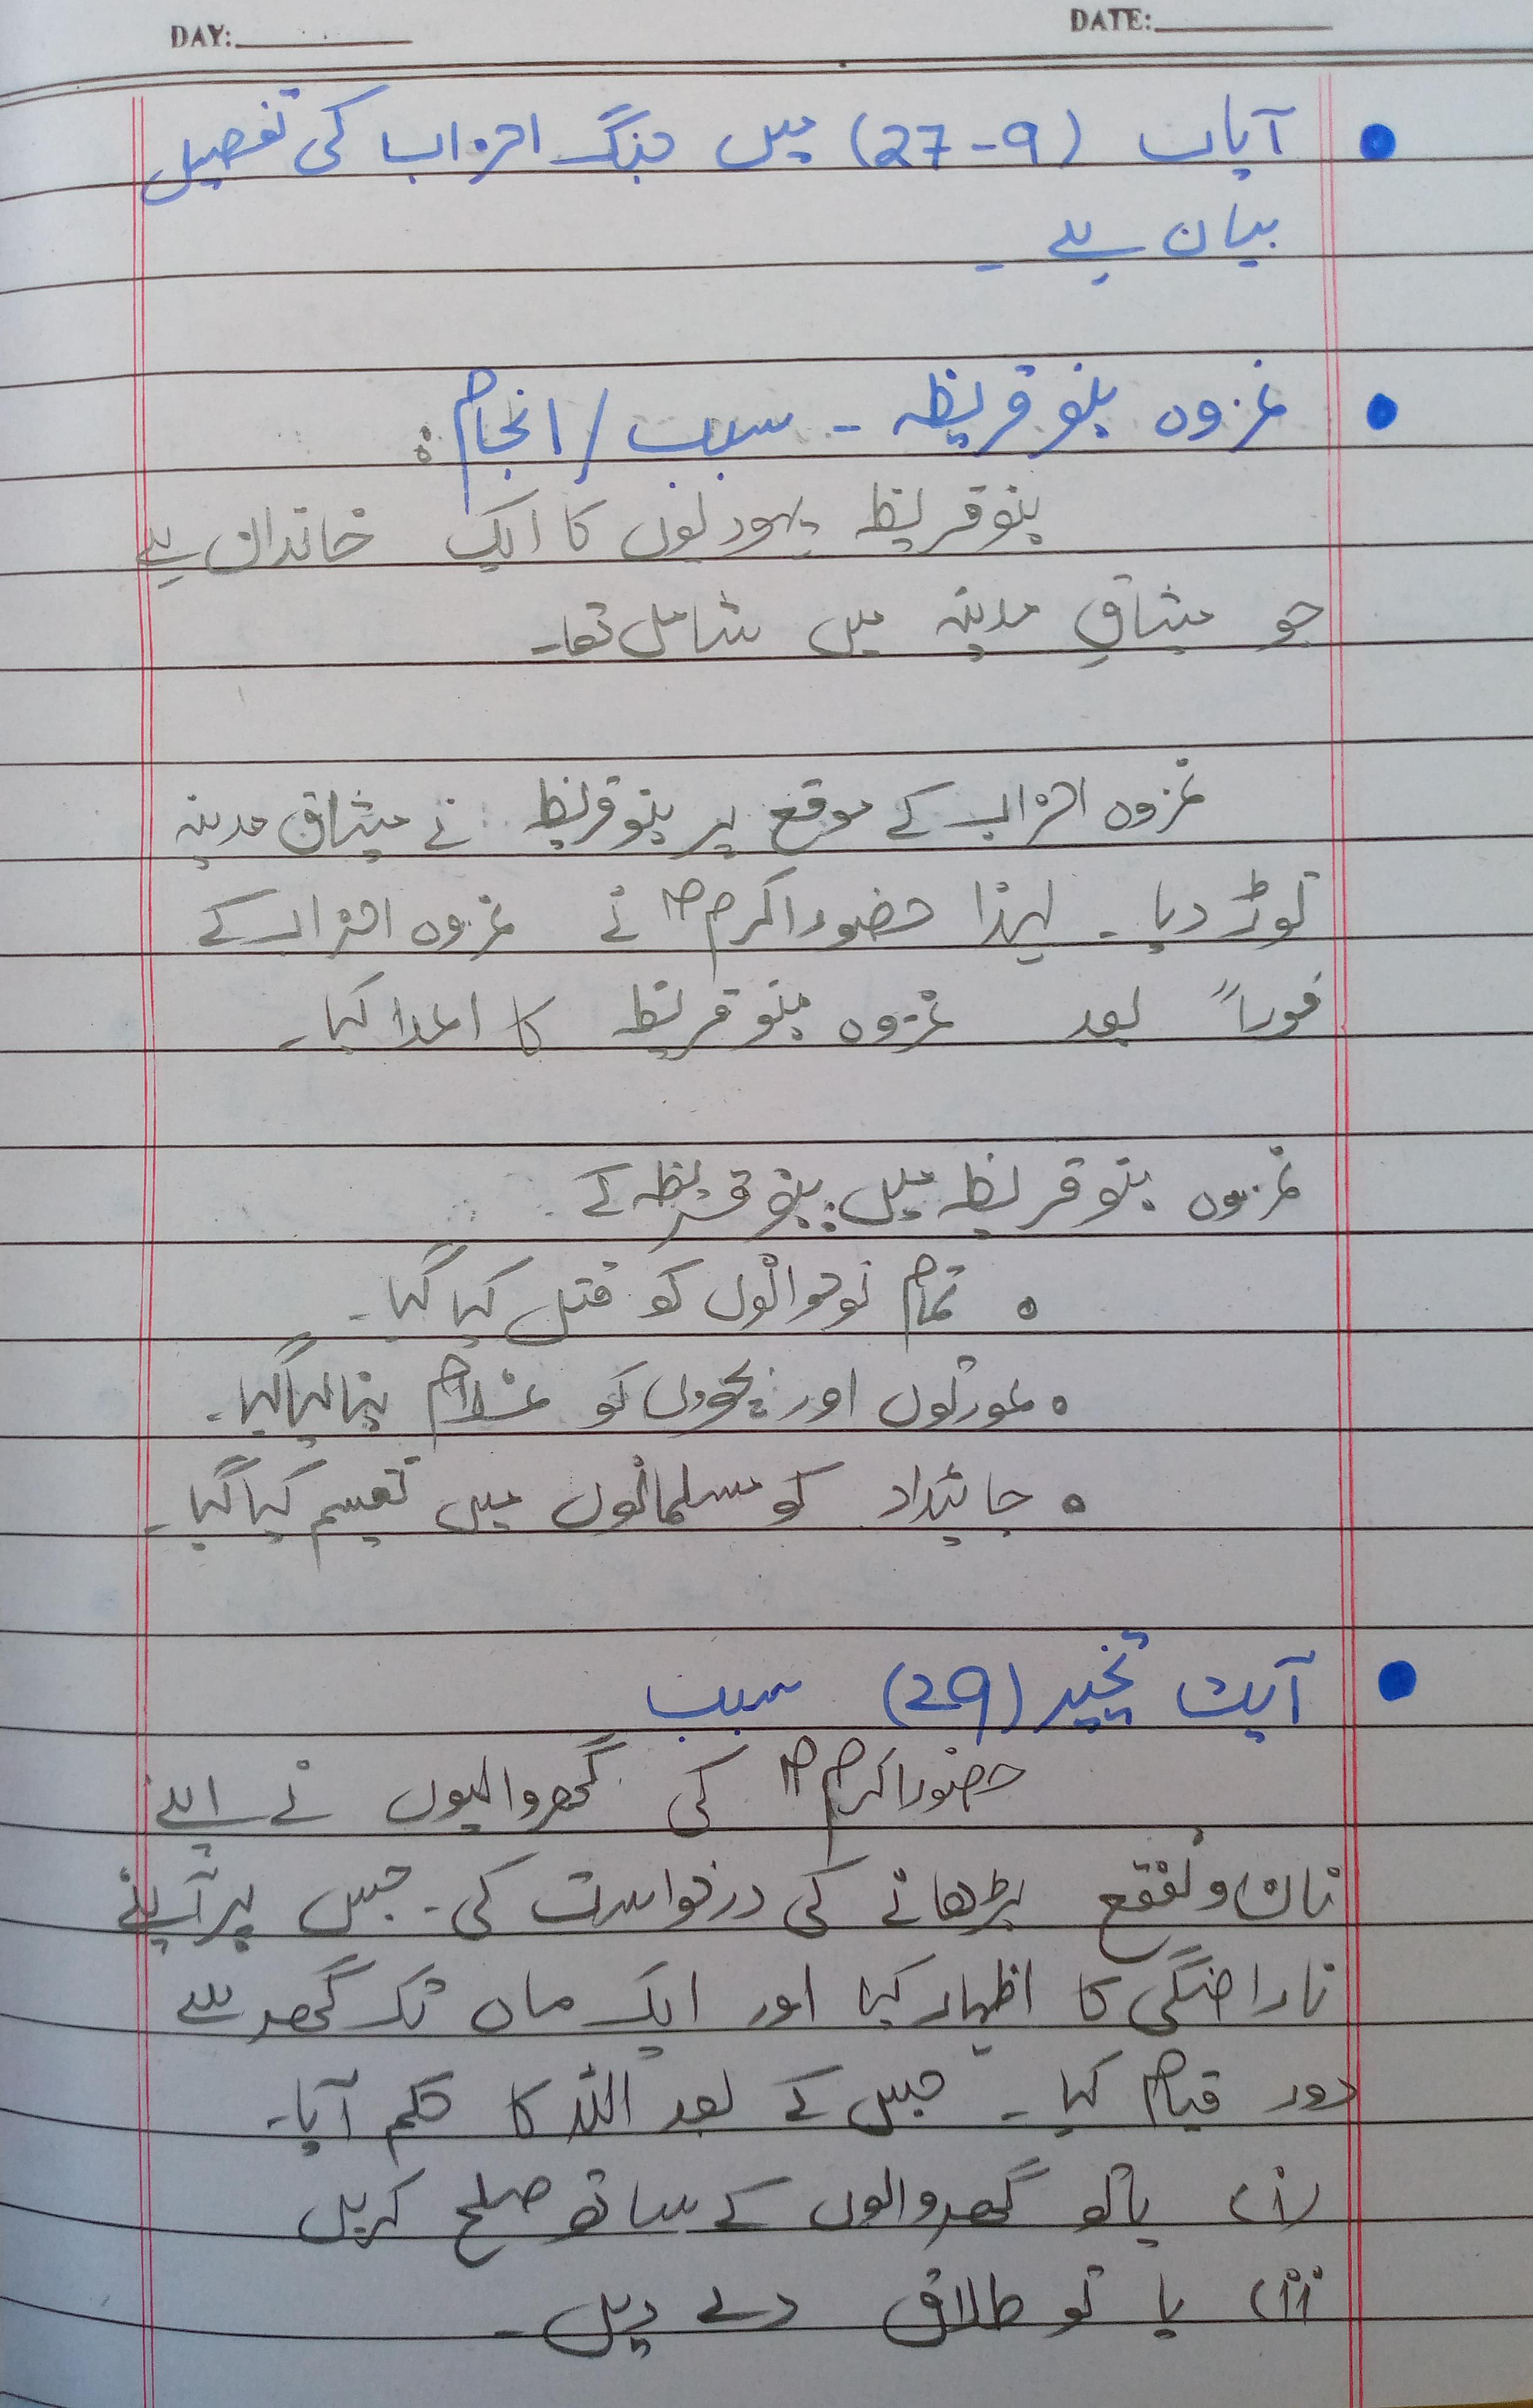 DAY:
DATE:
• آیات (9-27) میں جنگ احزاب کی تفصیل
بیان ہے ۔
• غزوہ بنو قریظہ - سبب / انجام:
بنو قریظہ یہودیوں کا ایک خاندان ہے
جو میثاقِ مدینہ میں شامل تھا۔
غزوہ احزاب کے موقع پر بنو قریظہ نے میثاق مدینہ
توڑ دیا ۔ لہذا حضور اکرمؐ نے غزوہ احزاب کے
فوراً بعد غزوہ بنو قریظہ کا کیا۔
غزوہ بنو قریظہ میں بنو قریظہ کے
• تمام نوجوانوں کو قتل کیا گیا۔
• عورتوں اور بچوں کو غلام بنا لیا گیا۔
• جائیداد کو مسلمانوں میں تقسیم کیا گیا۔
• آیت تخییر (29) سبب
حضور اکرمؐ کی گھر والیوں نے اپنے
نان و نفقع بڑھانے کی درخواست کی۔ جس پر آپ نے
ناراضگی کا اظہار کیا اور ایک ماہ تک گھر سے
دور قیام کیا ۔ جس کے بعد اللہ کا حکم آیا۔
(i) یا تو گھر والوں کے ساتھ صلح کریں
(ii) یا تو طلاق دے دیں ۔